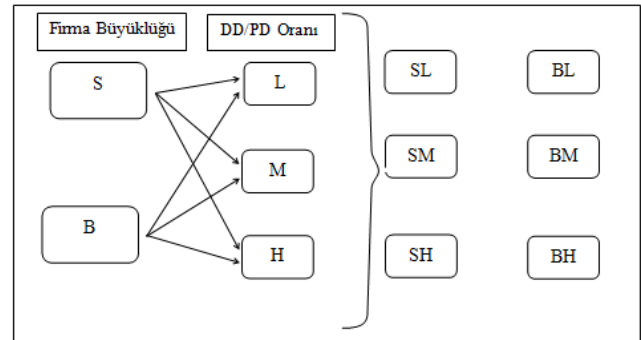 Firma Büyüklüğü DD/PD Oranı
S L SL BL
M SM BM
B
H SH BH